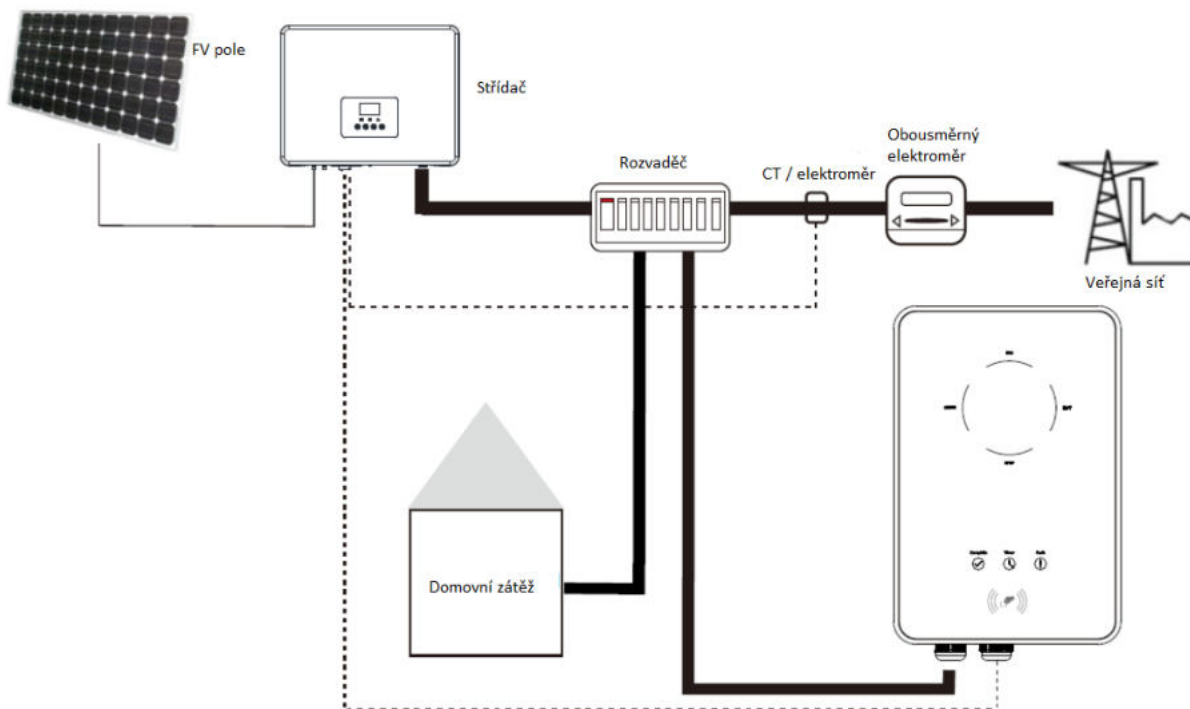 FV pole
Střídač
Obousměrný
elektroměr
Rozvaděč
CT / elektroměr
Veřejná síť
Domovní zátěž